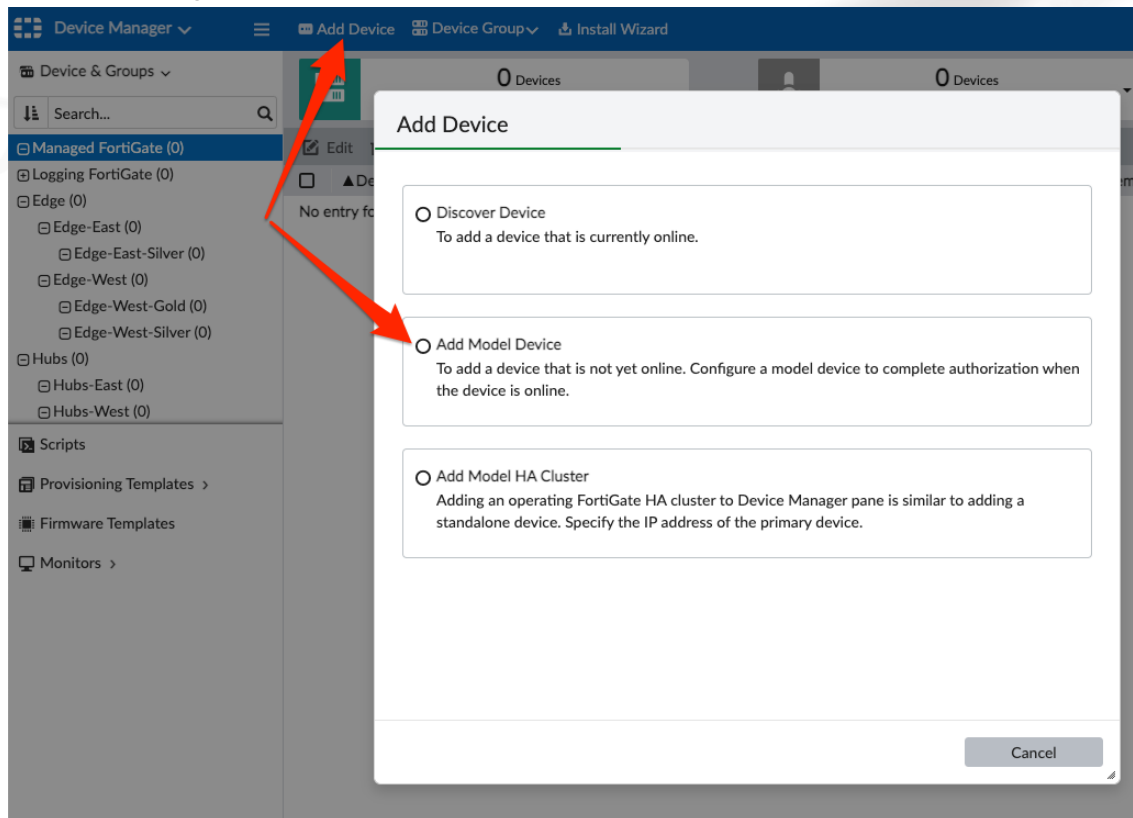 Device Manager
Add Device
Device Group
Install Wizard
Device & Groups
Search...
Managed FortiGate (0)
Logging FortiGate (0)
Edge (0)
Edge-East (0)
Edge-East-Silver (0)
Edge-West (0)
Edge-West-Gold (0)
Edge-West-Silver (0)
Hubs (0)
Hubs-East (0)
Hubs-West (0)
Scripts
Provisioning Templates
Firmware Templates
Monitors
0 Devices
0 Devices
Edit
No entry
Add Device
Discover Device
To add a device that is currently online.
Add Model Device
To add a device that is not yet online. Configure a model device to complete authorization when
the device is online.
Add Model HA Cluster
Adding an operating FortiGate HA cluster to Device Manager pane is similar to adding a
standalone device. Specify the IP address of the primary device.
Cancel